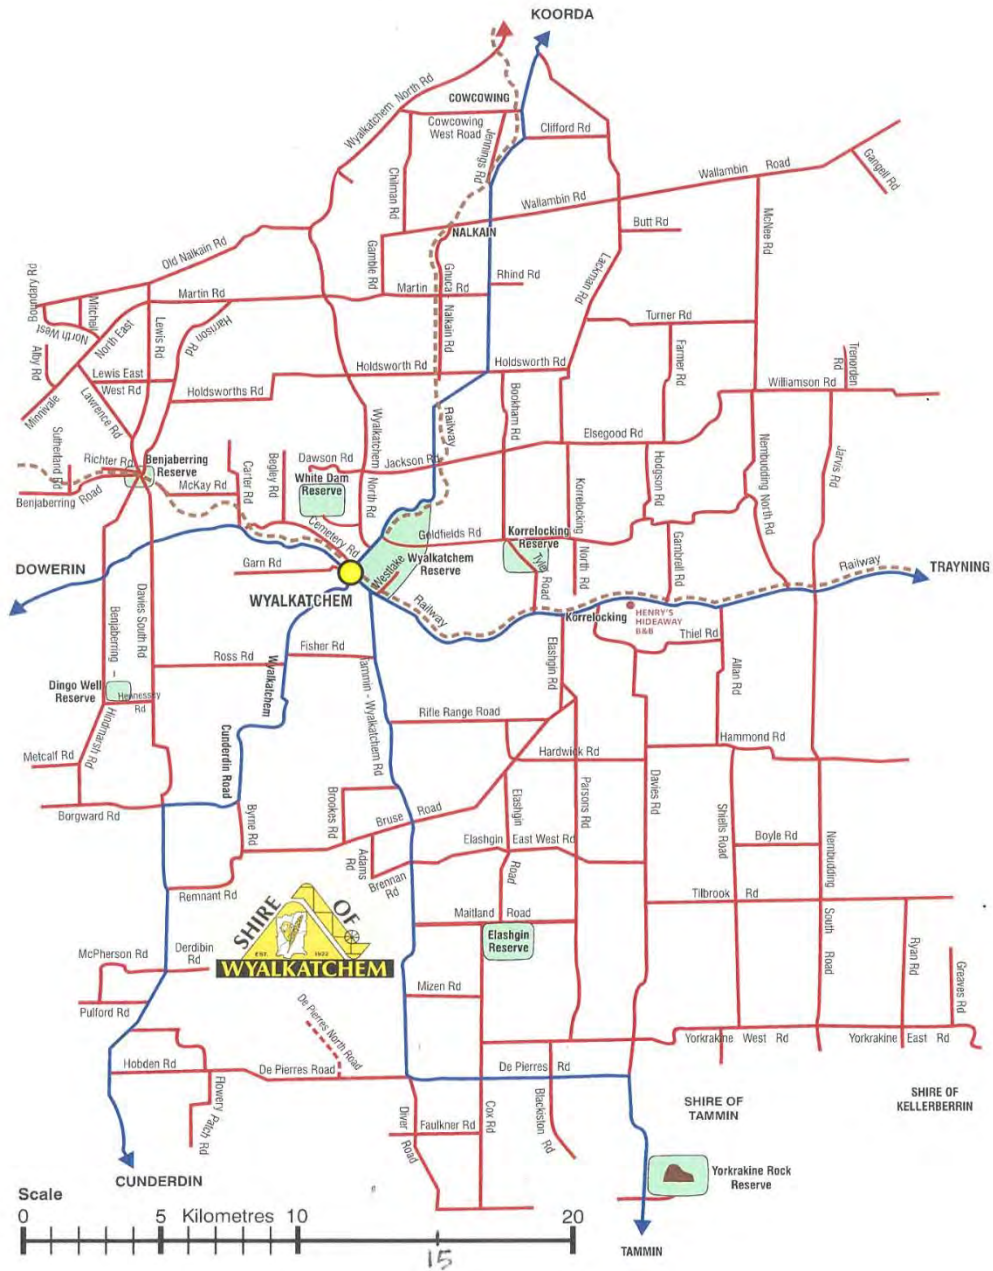 KOORDA
Wyalkatchem North Rd
COWCOWING
Cowcowing
West Road
Jennings Rd
Clifford Rd
Chilman Rd
Wallambin Road
Gangell Rd
Wallambin Rd
McNee Rd
Butt Rd
NALKAIN
Old Nalkain Rd
Gamble Rd
Lackman Rd
Boundary Rd
Mitchell
Martin Rd
Martin Rd
Rhind Rd
Gnuca - Nalkain Rd
North West
North East
Lewis Rd
Harrison Rd
Turner Rd
Alby Rd
Farmer Rd
Trenorden
Rd
Holdsworth Rd
Holdsworth Rd
Lewis East
West Rd
Holdsworths Rd
Williamson Rd
Minnivale
Lawrence Rd
Bookham Rd
Railway
Wyalkatchem North Rd
Elsegood Rd
Sutherland Rd
Richter Rd
Benjaberring
Reserve
Dawson Rd
Jackson Rd
Hodgson Rd
Nembudding North Rd
Jarvis Rd
White Dam
Reserve
Carter Rd
Begley Rd
McKay Rd
Benjaberring Road
Korrelocking North Rd
Cemetery Rd
Goldfields Rd
Korrelocking
Reserve
Gambrell Rd
Garn Rd
Westlake
Wyalkatchem
Reserve
Tyler Road
DOWERIN
TRAYNING
Railway
WYALKATCHEM
Railway
Korrelocking
HENRY'S
HIDEAWAY
B&B
Thiel Rd
Benjaberring - Hindmarsh Rd
Davies South Rd
Ross Rd
Fisher Rd
Wyalkatchem
Cunderdin Road
Tammin - Wyalkatchem Rd
Elashgin Rd
Allan Rd
Dingo Well
Reserve
Hennessey
Rd
Rifle Range Road
Metcalf Rd
Hardwick Rd
Hammond Rd
Borgward Rd
Byrne Rd
Brookes Rd
Bruse Road
Elashgin
Road
Parsons Rd
Davies Rd
Shiells Road
Nembudding
South
Road
Boyle Rd
Adams
Rd
Elashgin East West Rd
Brennan
Rd
Remnant Rd
Tilbrook Rd
Maitland Road
SHIRE OF
EST. 1922
WYALKATCHEM
Elashgin
Reserve
McPherson Rd
Derdibin
Rd
Ryan Rd
Greaves Rd
Pulford Rd
Mizen Rd
De Pierres North Road
Yorkrakine West Rd
Yorkrakine East Rd
Hobden Rd
De Pierres Road
De Pierres Rd
Flowery Patch Rd
Diver Road
Faulkner Rd
Cox Rd
Blackiston Rd
SHIRE OF
TAMMIN
SHIRE OF
KELLERBERRIN
CUNDERDIN
Yorkrakine Rock
Reserve
TAMMIN
Scale
0 5 Kilometres 10 20
15